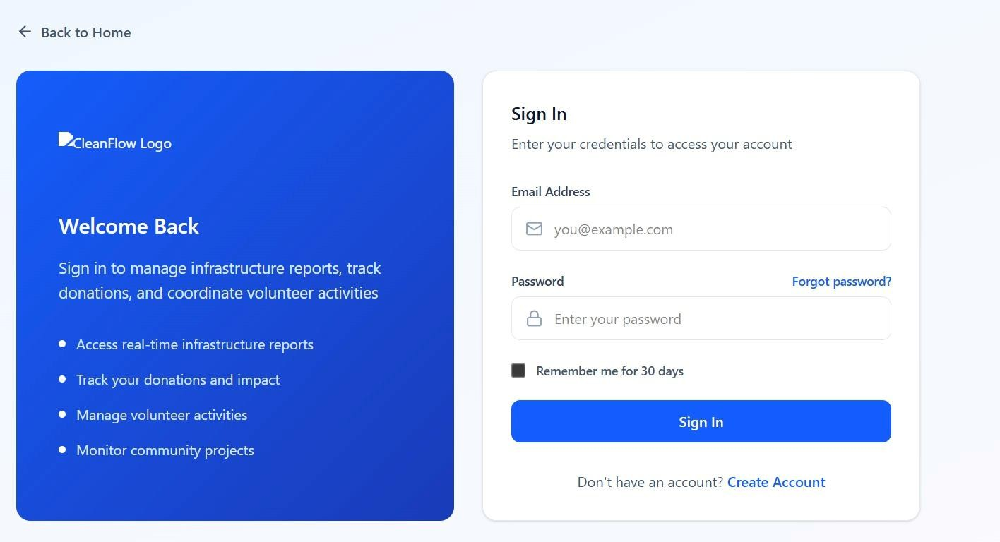 Back to Home
CleanFlow Logo
Welcome Back
Sign in to manage infrastructure reports, track
donations, and coordinate volunteer activities
Access real-time infrastructure reports
Track your donations and impact
Manage volunteer activities
Monitor community projects
Sign In
Enter your credentials to access your account
Email Address
you@example.com
Password
Forgot password?
Enter your password
Remember me for 30 days
Sign In
Don't have an account? Create Account